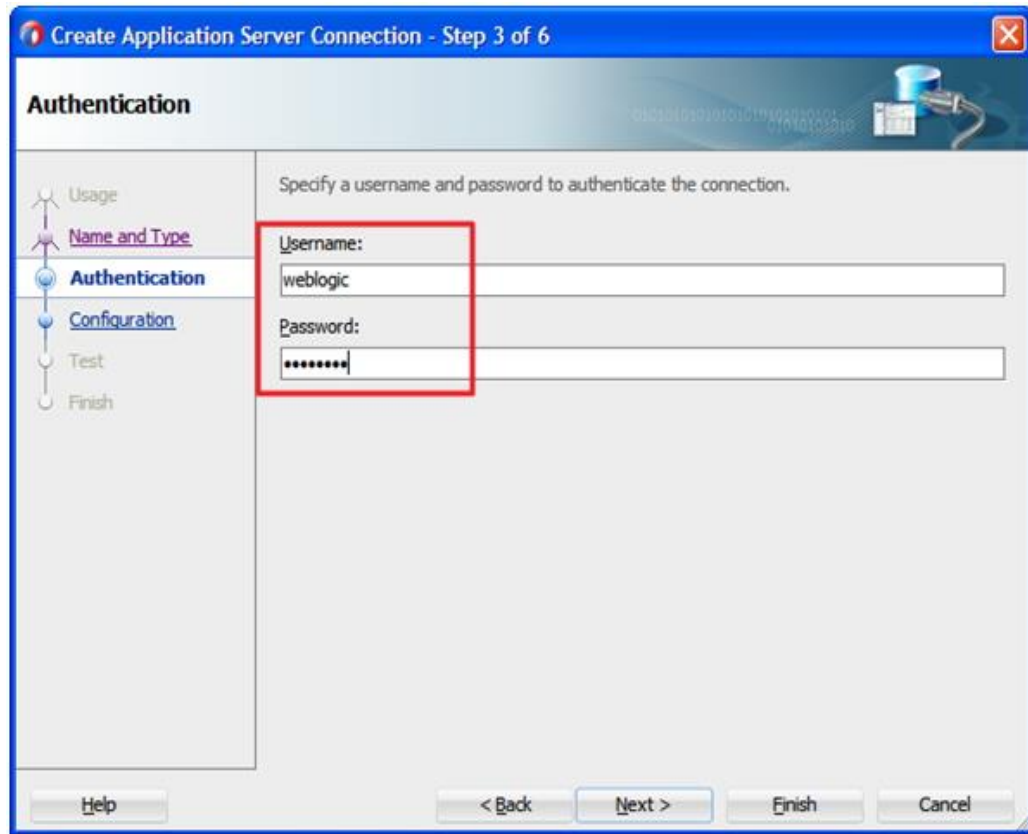 Create Application Server Connection - Step 3 of 6
Authentication
Usage
Name and Type
Authentication
Configuration
Test
Finish
Specify a username and password to authenticate the connection.
Username:
weblogic
Password:
••••••••
Help
< Back
Next >
Finish
Cancel